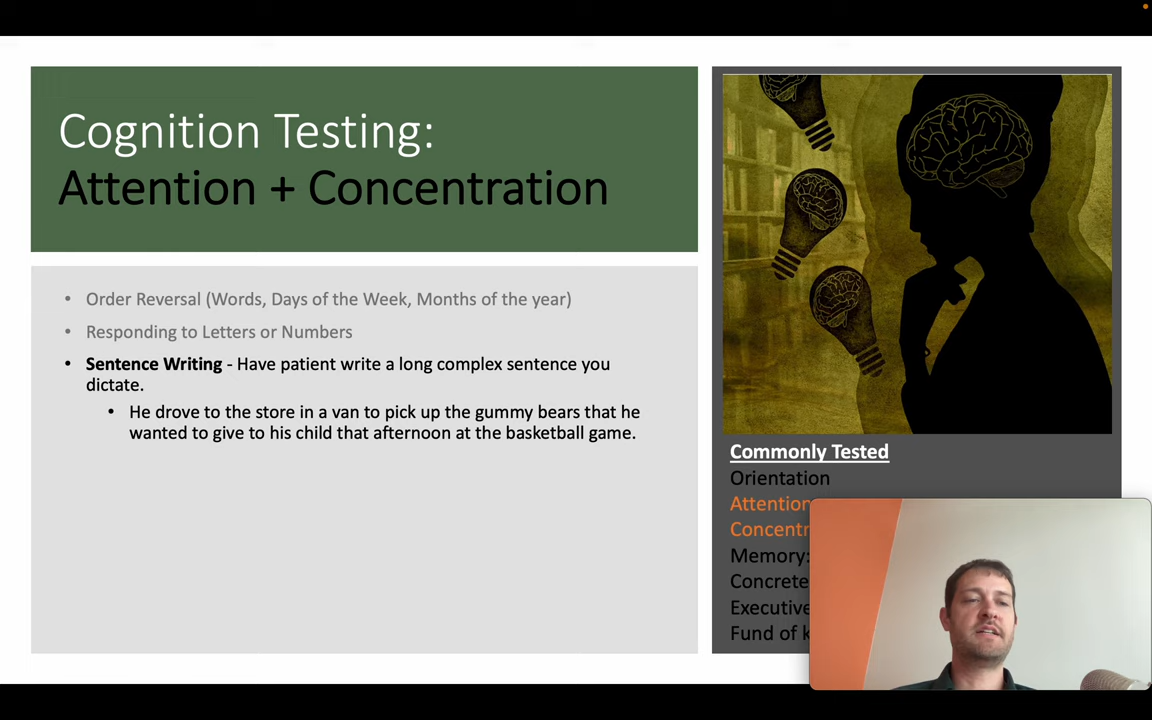 Cognition Testing:
Attention + Concentration
• Order Reversal (Words, Days of the Week, Months of the year)
• Responding to Letters or Numbers
• Sentence Writing - Have patient write a long complex sentence you
dictate.
• He drove to the store in a van to pick up the gummy bears that he
wanted to give to his child that afternoon at the basketball game.
Commonly Tested
Orientation
Attention
Memory:
Concrete
Executive
Fund of